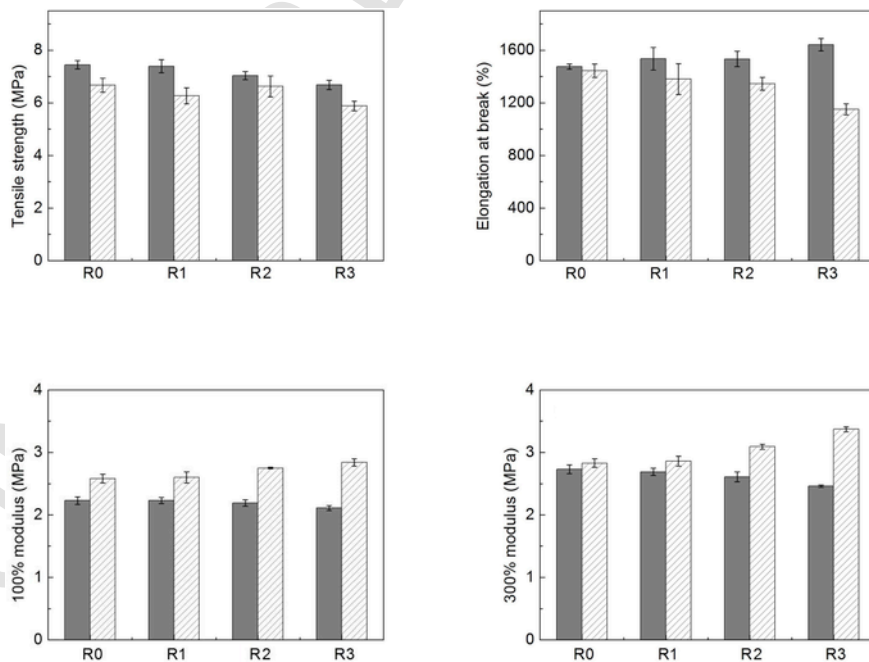 Tensile strength (MPa)
8
6
4
2
0
R0 R1 R2 R3
Elongation at break (%)
1600
1200
800
400
0
R0 R1 R2 R3
100% modulus (MPa)
4
3
2
1
0
R0 R1 R2 R3
300% modulus (MPa)
4
3
2
1
0
R0 R1 R2 R3